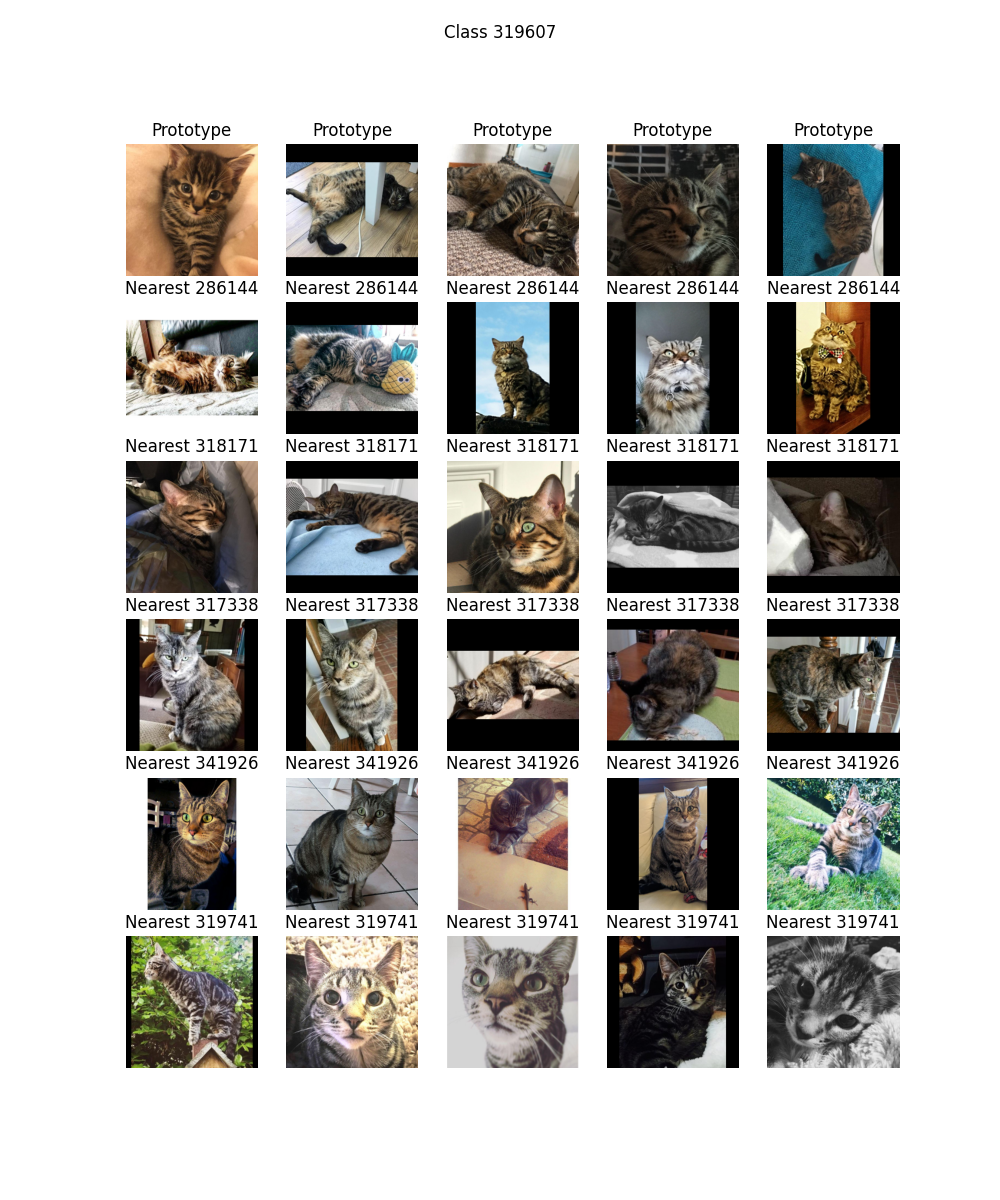 Class 319607
Prototype Prototype Prototype Prototype Prototype
Nearest 286144 Nearest 286144 Nearest 286144 Nearest 286144 Nearest 286144
Nearest 318171 Nearest 318171 Nearest 318171 Nearest 318171 Nearest 318171
Nearest 317338 Nearest 317338 Nearest 317338 Nearest 317338 Nearest 317338
Nearest 341926 Nearest 341926 Nearest 341926 Nearest 341926 Nearest 341926
Nearest 319741 Nearest 319741 Nearest 319741 Nearest 319741 Nearest 319741